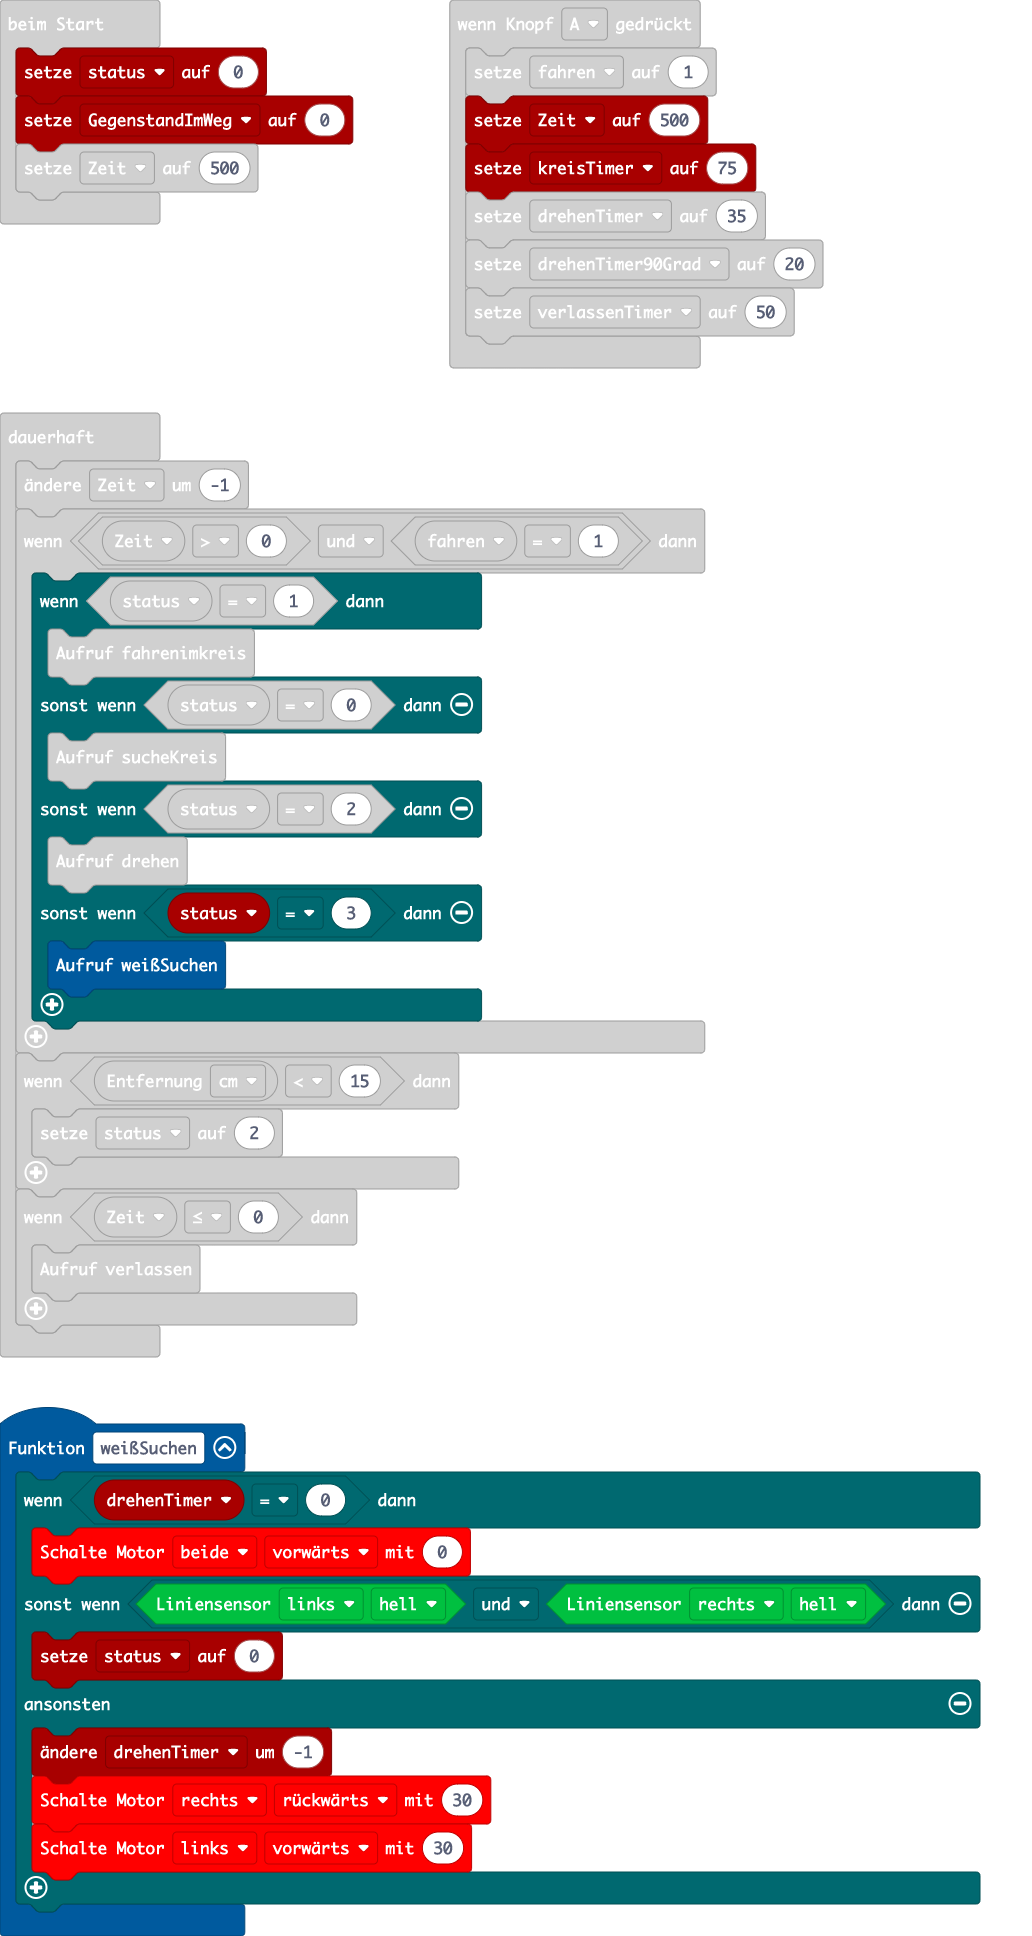 beim Start
setze status auf 0
setze GegenstandImWeg auf 0
setze Zeit auf 500
wenn Knopf A gedrückt
setze fahren auf 1
setze Zeit auf 500
setze kreisTimer auf 75
setze drehenTimer auf 35
setze drehenTimer90Grad auf 20
setze verlassenTimer auf 50
dauerhaft
ändere Zeit um -1
wenn Zeit > 0 und fahren = 1 dann
wenn status = 1 dann
Aufruf fahrenimkreis
sonst wenn status = 0 dann
Aufruf sucheKreis
sonst wenn status = 2 dann
Aufruf drehen
sonst wenn status = 3 dann
Aufruf weißSuchen
wenn Entfernung cm < 15 dann
setze status auf 2
wenn Zeit ≤ 0 dann
Aufruf verlassen
Funktion weißSuchen
wenn drehenTimer = 0 dann
Schalte Motor beide vorwärts mit 0
sonst wenn Liniensensor links hell und Liniensensor rechts hell dann
setze status auf 0
ansonsten
ändere drehenTimer um -1
Schalte Motor rechts rückwärts mit 30
Schalte Motor links vorwärts mit 30